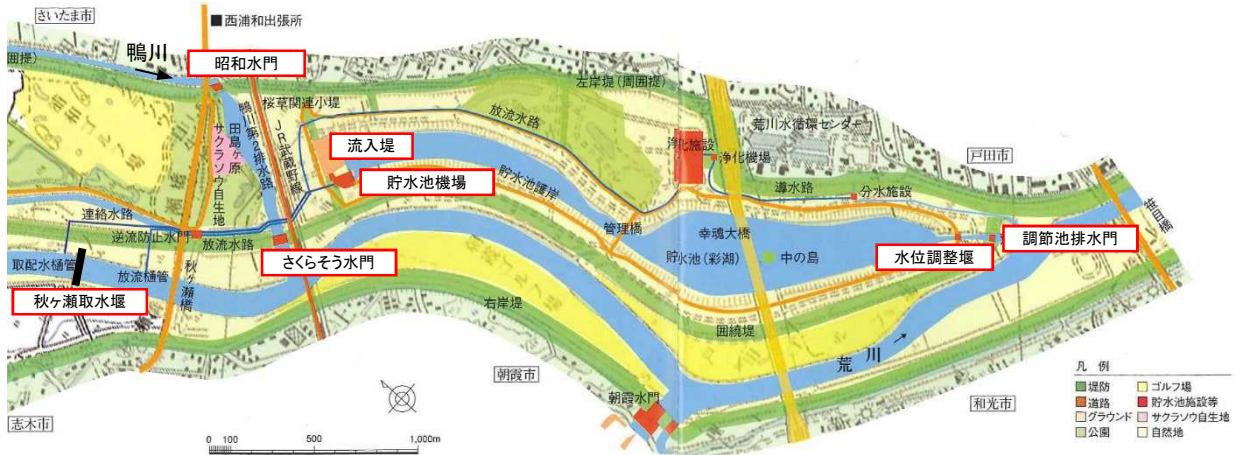 さいたま市
■西浦和出張所
鴨川
昭和水門
囲堤)
左岸堤(周囲堤)
桜草関連小堤
放流水路
荒川水循環センター
鴨川第2排水路
田島ヶ原
サクラソウ自生地
JR武蔵野線
流入堤
浄化施設
浄化機場
戸田市
貯水池機場
貯水池護岸
導水路
分水施設
笹目橋
連絡水路
逆流防止水門
放流水路
管理橋
幸魂大橋
調節池排水門
取配水樋管
放流樋管
さくらそう水門
貯水池(彩湖)
中の島
水位調整堰
秋ヶ瀬取水堰
秋ヶ瀬橋
右岸堤
囲繞堤
荒川
朝霞市
朝霞水門
和光市
志木市
0 100 500 1,000m
凡例
堤防
ゴルフ場
道路
貯水池施設等
グラウンド
サクラソウ自生地
公園
自然地